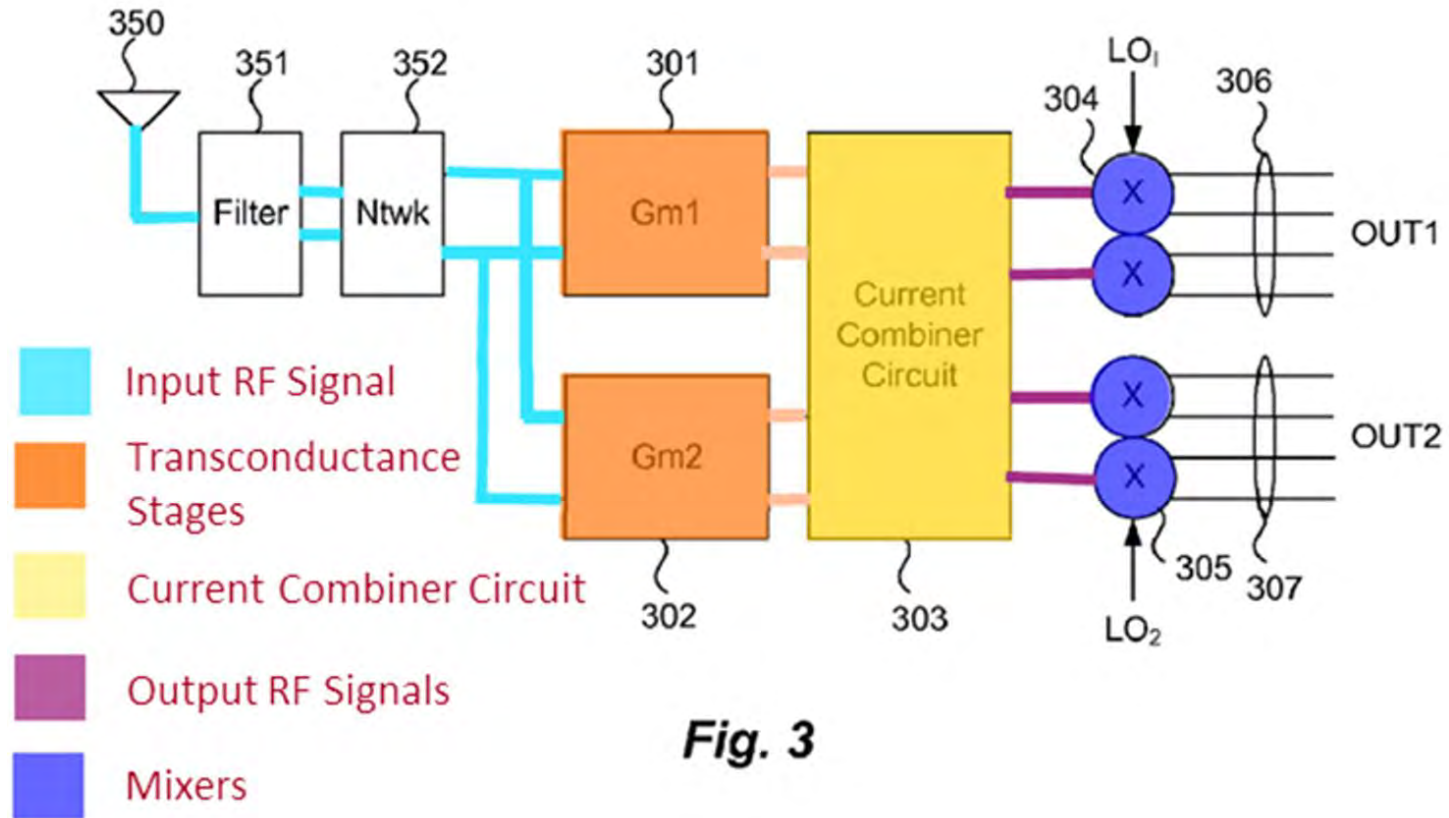 350
351
352
301
LO₁
304
306
Filter
Ntwk
Gm1
X
X
OUT1
Current
Combiner
Circuit
Gm2
X
X
OUT2
302
303
305
307
LO₂
Input RF Signal
Transconductance
Stages
Current Combiner Circuit
Output RF Signals
Mixers
Fig. 3